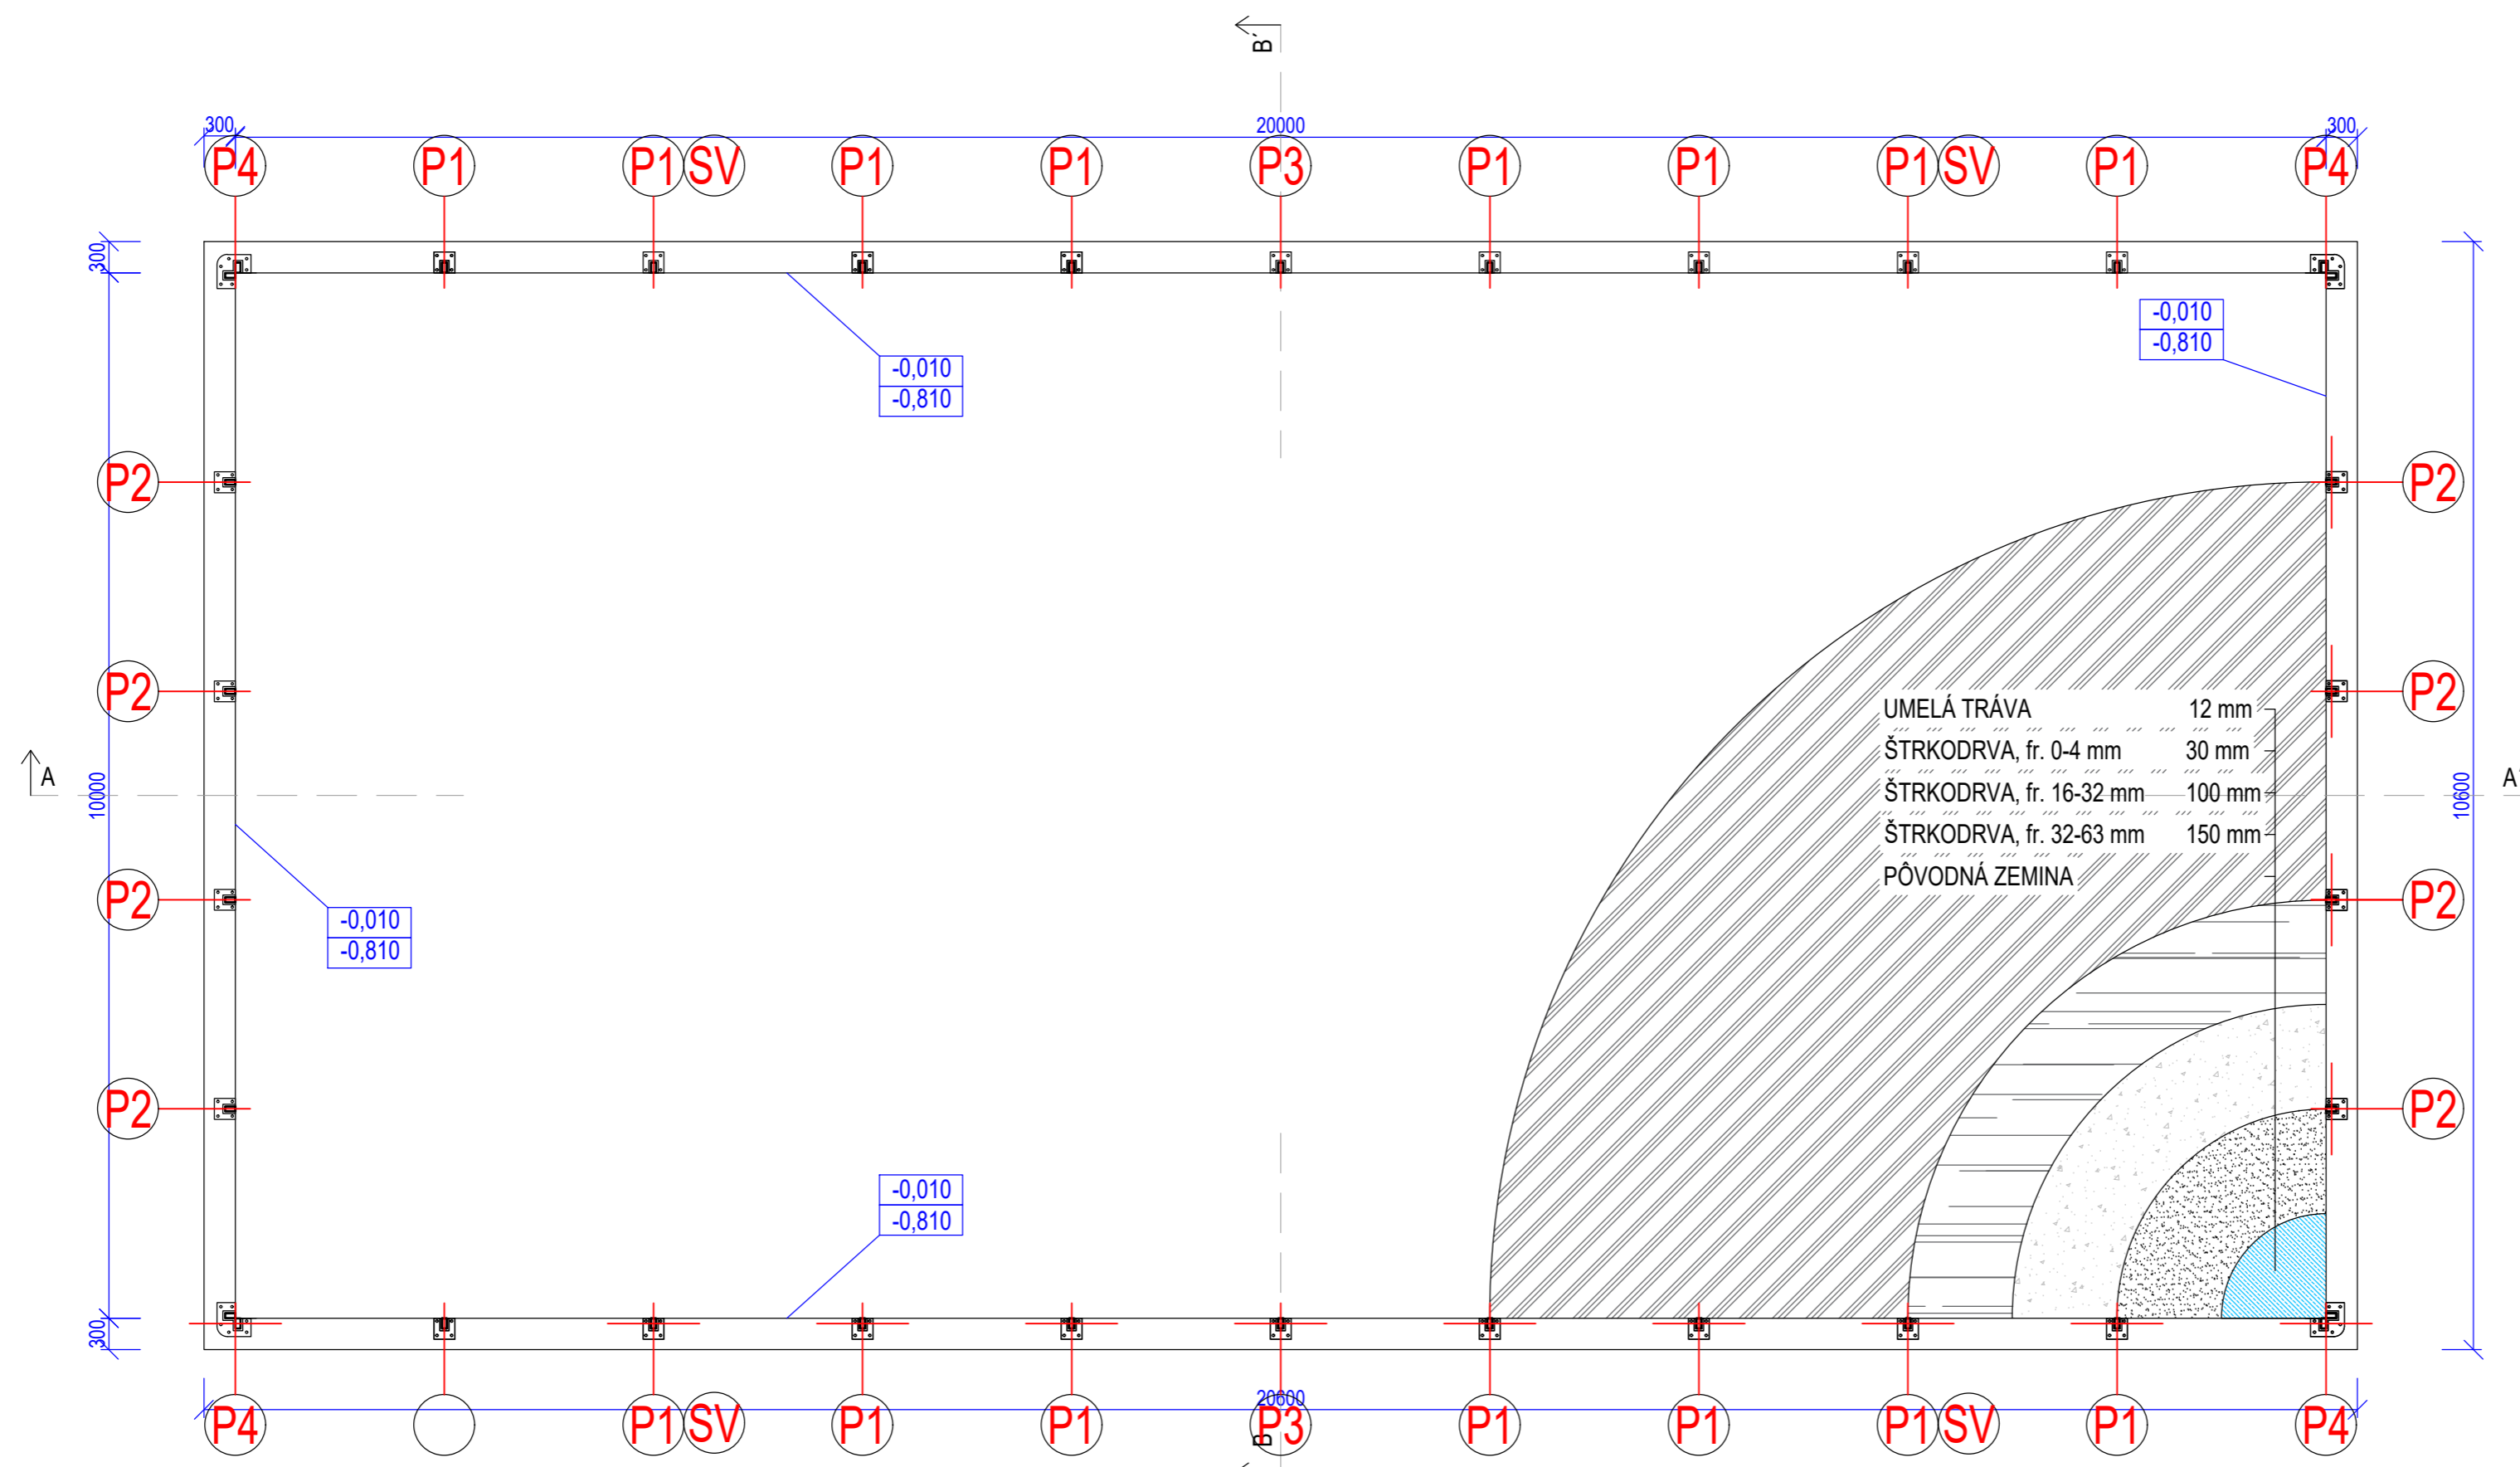 B´
300 20000 300
P4 P1 P1 SV P1 P1 P3 P1 P1 P1 SV P1 P4
300
-0,010
-0,810
-0,010
-0,810
P2 P2
P2 P2
UMELÁ TRÁVA 12 mm
ŠTRKODRVA, fr. 0-4 mm 30 mm
ŠTRKODRVA, fr. 16-32 mm 100 mm
ŠTRKODRVA, fr. 32-63 mm 150 mm
PÔVODNÁ ZEMINA
A 10000 10600 A
P2 P2
-0,010
-0,810
P2 P2
-0,010
-0,810
300
20600
P4 P1 SV P1 P1 P3 P1 P1 P1 SV P1 P4
B